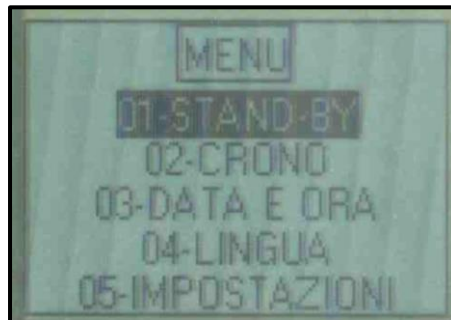 MENU
01-STAND-BY
02-CRONO
03-DATA E ORA
04-LINGUA
05-IMPOSTAZIONI